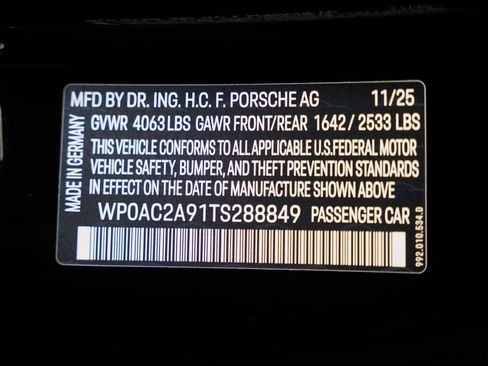 MFD BY DR. ING. H.C. F. PORSCHE AG 11/25
GVWR 4063 LBS GAWR FRONT/REAR 1642 / 2533 LBS
THIS VEHICLE CONFORMS TO ALL APPLICABLE U.S.FEDERAL MOTOR
VEHICLE SAFETY, BUMPER, AND THEFT PREVENTION STANDARDS
IN EFFECT ON THE DATE OF MANUFACTURE SHOWN ABOVE
WP0AC2A91TS288849 PASSENGER CAR
MADE IN GERMANY
992.010.534.0